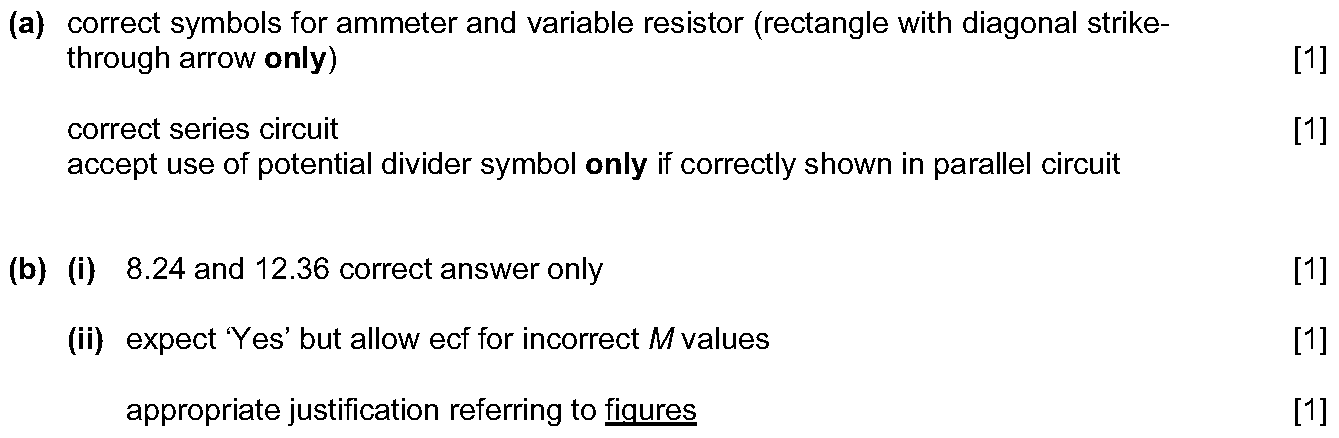 (a) correct symbols for ammeter and variable resistor (rectangle with diagonal strike-
through arrow only) [1]
correct series circuit [1]
accept use of potential divider symbol only if correctly shown in parallel circuit
(b) (i) 8.24 and 12.36 correct answer only [1]
(ii) expect ‘Yes’ but allow ecf for incorrect M values [1]
appropriate justification referring to figures [1]